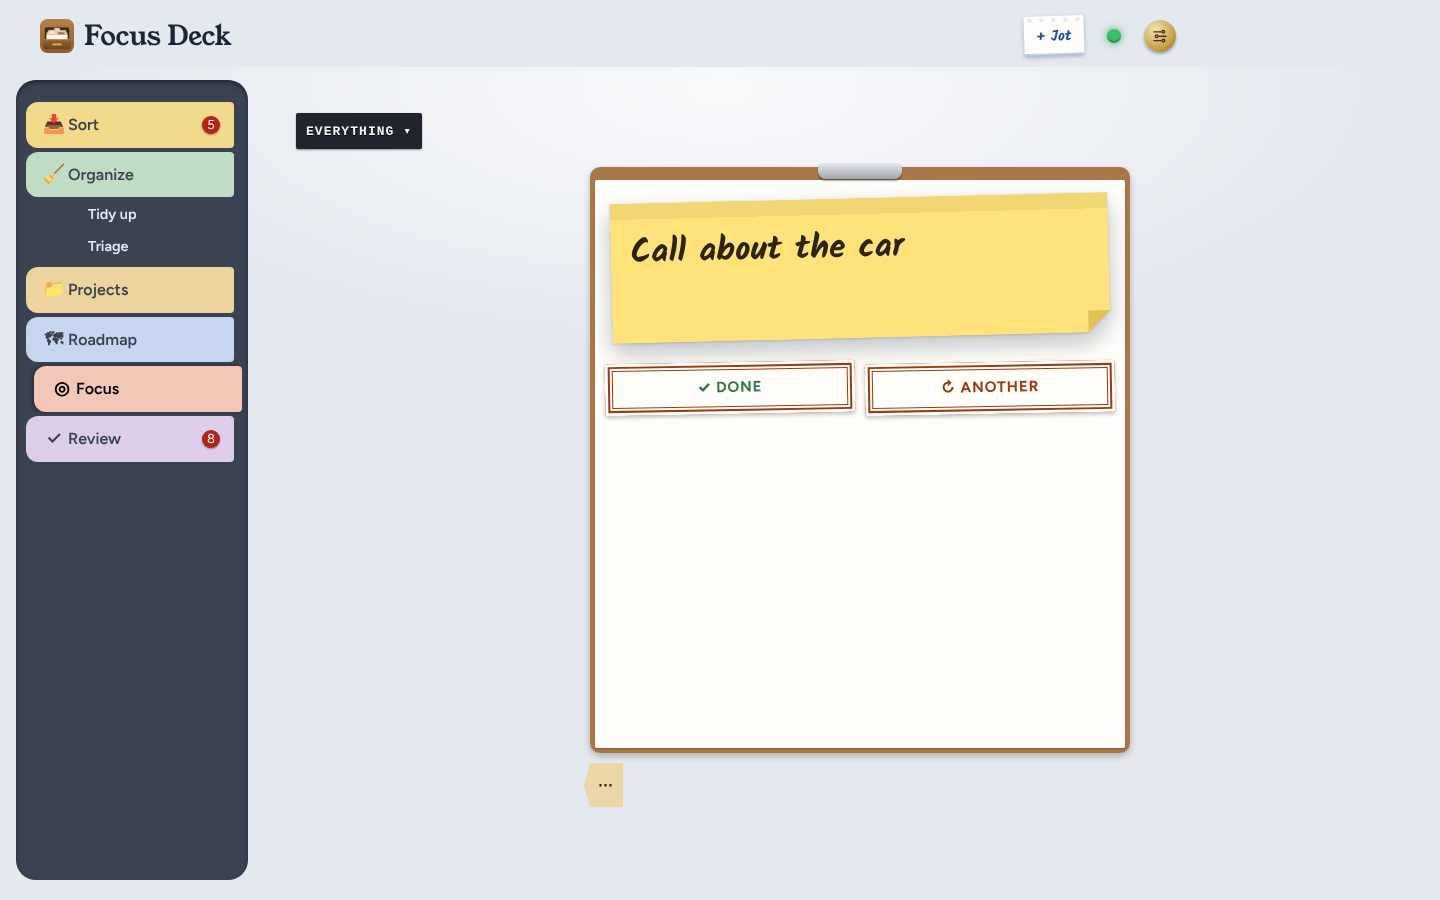 Focus Deck
+ Jot
Sort 5
Organize
Tidy up
Triage
Projects
Roadmap
Focus
Review 8
EVERYTHING ▾
Call about the car
✓ DONE
↻ ANOTHER
...